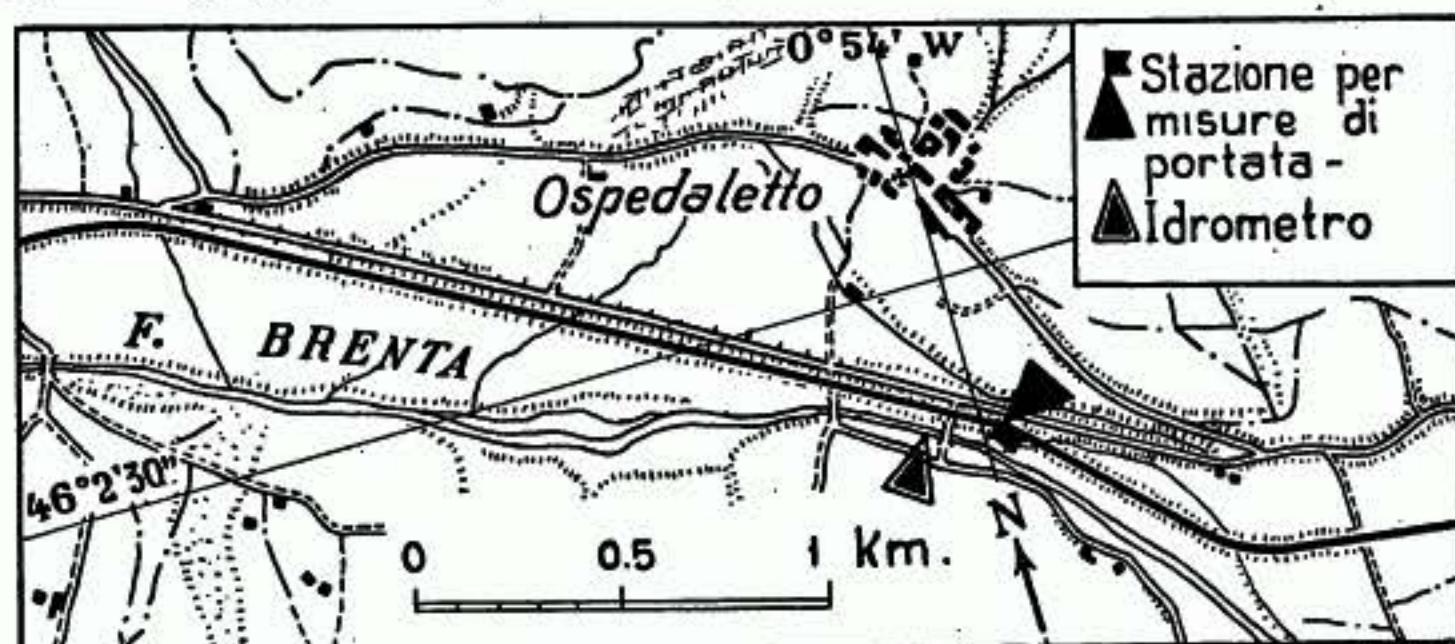 0°54' W
Stazione per
misure di
portata-
Idrometro
Ospedaletto
F. BRENTA
46°2'30"
0 0.5 1 Km.
N